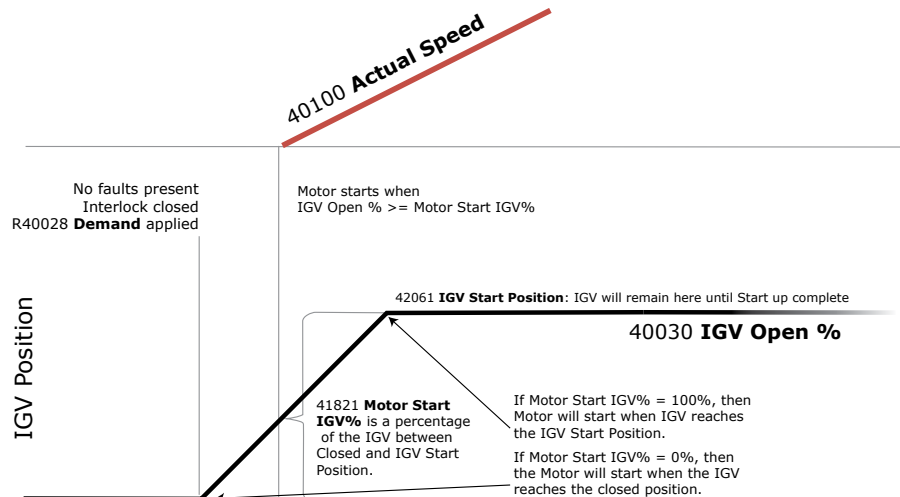 40100 Actual Speed
No faults present
Interlock closed
R40028 Demand applied
Motor starts when
IGV Open % >= Motor Start IGV%
IGV Position
42061 IGV Start Position: IGV will remain here until Start up complete
40030 IGV Open %
41821 Motor Start
IGV% is a percentage
of the IGV between
Closed and IGV Start
Position.
If Motor Start IGV% = 100%, then
Motor will start when IGV reaches
the IGV Start Position.
If Motor Start IGV% = 0%, then
the Motor will start when the IGV
reaches the closed position.